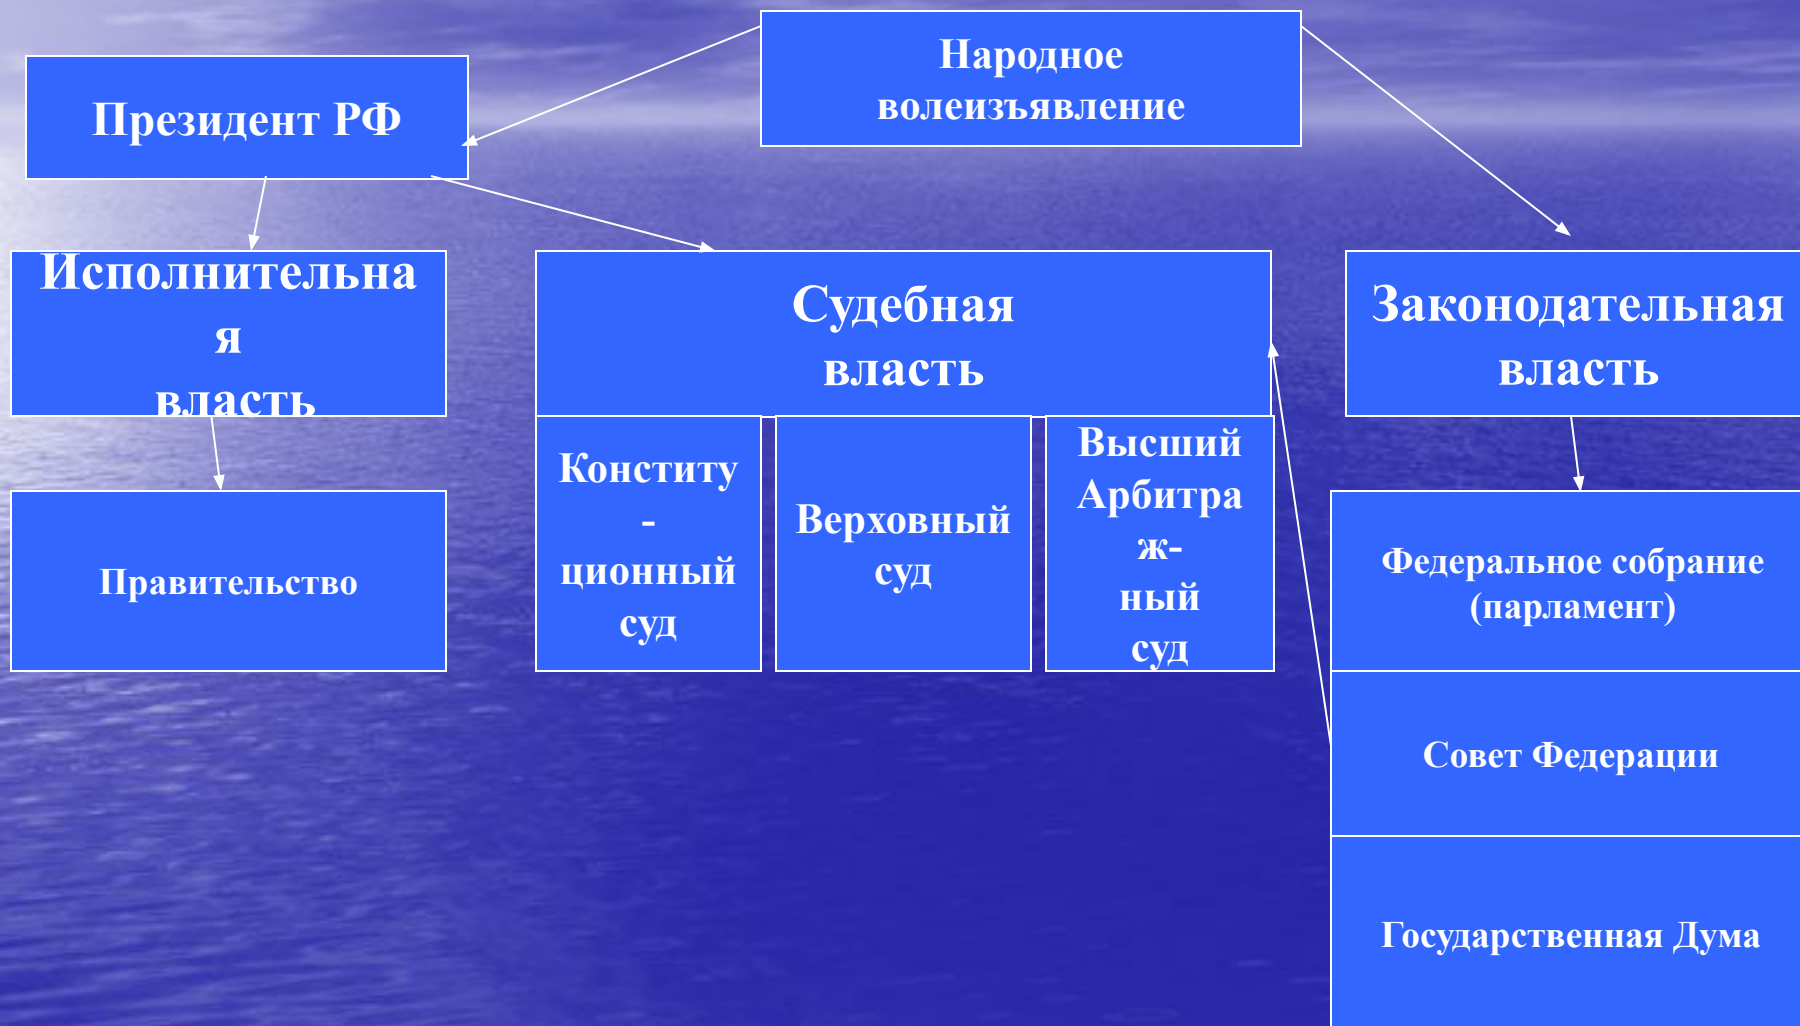 Народное
волеизъявление
Президент РФ
Исполнительна
я
власть
Судебная
власть
Законодательная
власть
Правительство
Конститу
-
ционный
суд
Верховный
суд
Высший
Арбитра
ж-
ный
суд
Федеральное собрание
(парламент)
Совет Федерации
Государственная Дума